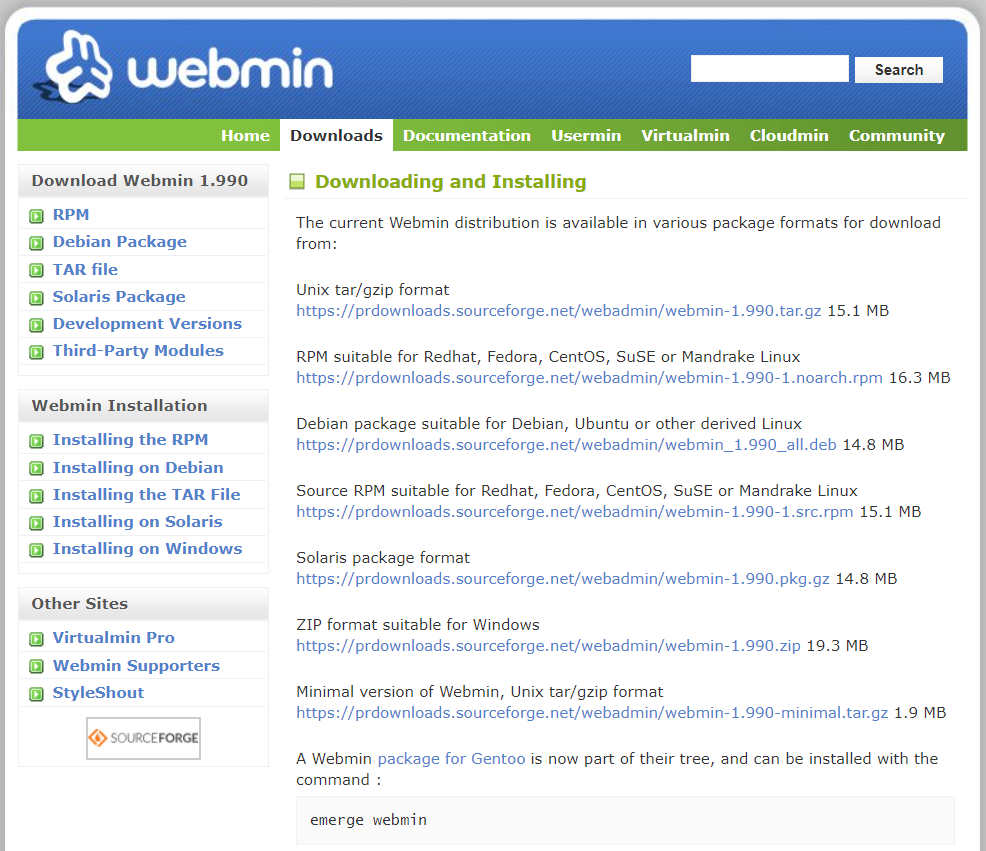 webmin
Search
Home Downloads Documentation Usermin Virtualmin Cloudmin Community
Download Webmin 1.990
RPM
Debian Package
TAR file
Solaris Package
Development Versions
Third-Party Modules
Webmin Installation
Installing the RPM
Installing on Debian
Installing the TAR File
Installing on Solaris
Installing on Windows
Other Sites
Virtualmin Pro
Webmin Supporters
StyleShout
SOURCEFORGE
Downloading and Installing
The current Webmin distribution is available in various package formats for download
from:
Unix tar/gzip format
https://prdownloads.sourceforge.net/webadmin/webmin-1.990.tar.gz 15.1 MB
RPM suitable for Redhat, Fedora, CentOS, SuSE or Mandrake Linux
https://prdownloads.sourceforge.net/webadmin/webmin-1.990-1.noarch.rpm 16.3 MB
Debian package suitable for Debian, Ubuntu or other derived Linux
https://prdownloads.sourceforge.net/webadmin/webmin_1.990_all.deb 14.8 MB
Source RPM suitable for Redhat, Fedora, CentOS, SuSE or Mandrake Linux
https://prdownloads.sourceforge.net/webadmin/webmin-1.990-1.src.rpm 15.1 MB
Solaris package format
https://prdownloads.sourceforge.net/webadmin/webmin-1.990.pkg.gz 14.8 MB
ZIP format suitable for Windows
https://prdownloads.sourceforge.net/webadmin/webmin-1.990.zip 19.3 MB
Minimal version of Webmin, Unix tar/gzip format
https://prdownloads.sourceforge.net/webadmin/webmin-1.990-minimal.tar.gz 1.9 MB
A Webmin package for Gentoo is now part of their tree, and can be installed with the
command :
emerge webmin